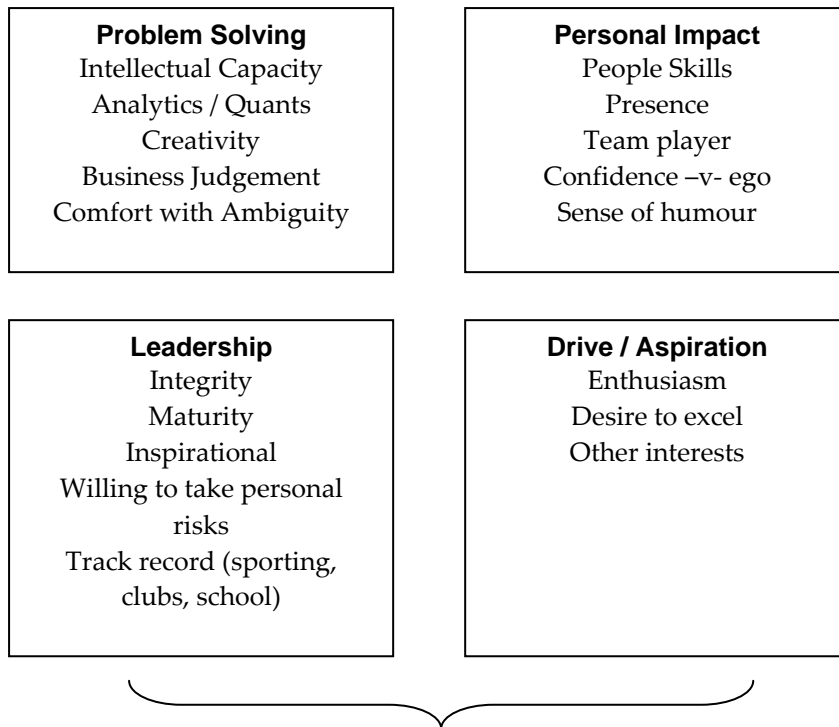 Problem Solving
Intellectual Capacity
Analytics / Quants
Creativity
Business Judgement
Comfort with Ambiguity
Personal Impact
People Skills
Presence
Team player
Confidence –v- ego
Sense of humour
Leadership
Integrity
Maturity
Inspirational
Willing to take personal
risks
Track record (sporting,
clubs, school)
Drive / Aspiration
Enthusiasm
Desire to excel
Other interests